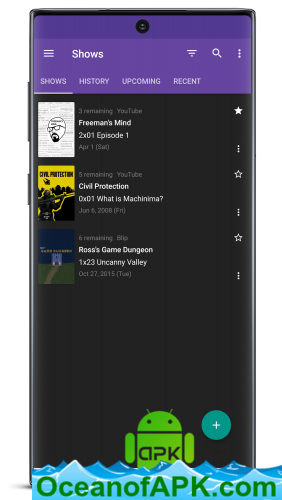 Shows
SHOWS HISTORY UPCOMING RECENT
3 remaining YouTube
Freeman's Mind
2x01 Episode 1
Apr 1 (Sat)
5 remaining YouTube
Civil Protection
0x01 What is Machinima?
Jun 6, 2008 (Fri)
CIVIL PROTECTION
6 remaining Blip
Ross's Game Dungeon
1x23 Uncanny Valley
Oct 27, 2015 (Tue)
APK
OceanofAPK.com